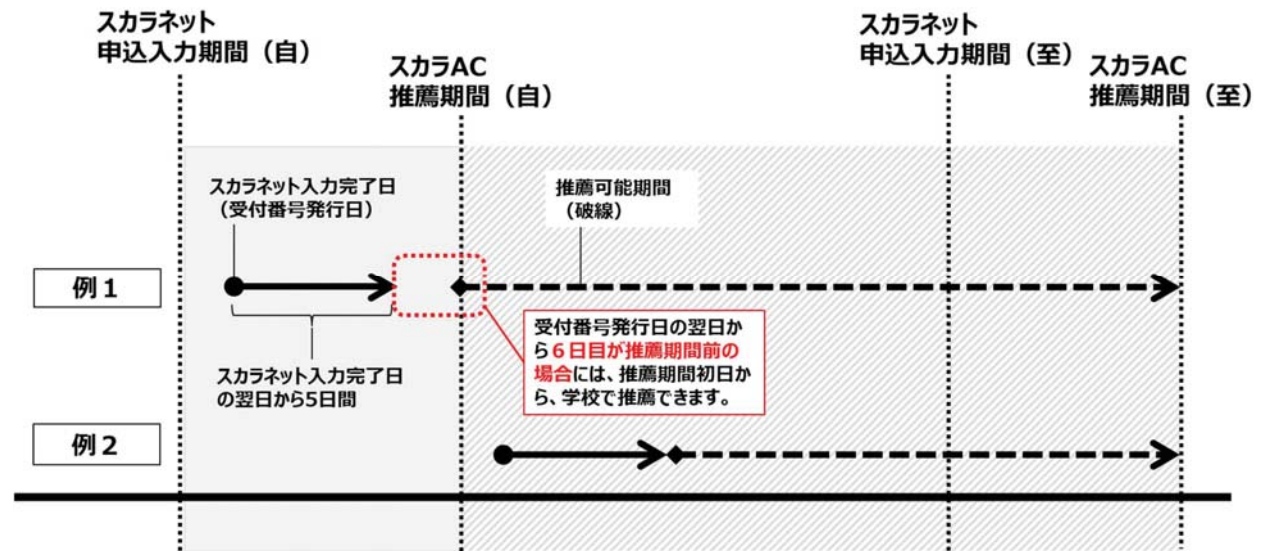 スカラネット
申込入力期間（自）
スカラAC
推薦期間（自）
スカラネット
申込入力期間（至）
スカラAC
推薦期間（至）
スカラネット入力完了日
（受付番号発行日）
推薦可能期間
（破線）
例１
受付番号発行日の翌日か
ら６日目が推薦期間前の
場合には、推薦期間初日か
ら、学校で推薦できます。
スカラネット入力完了日
の翌日から5日間
例２